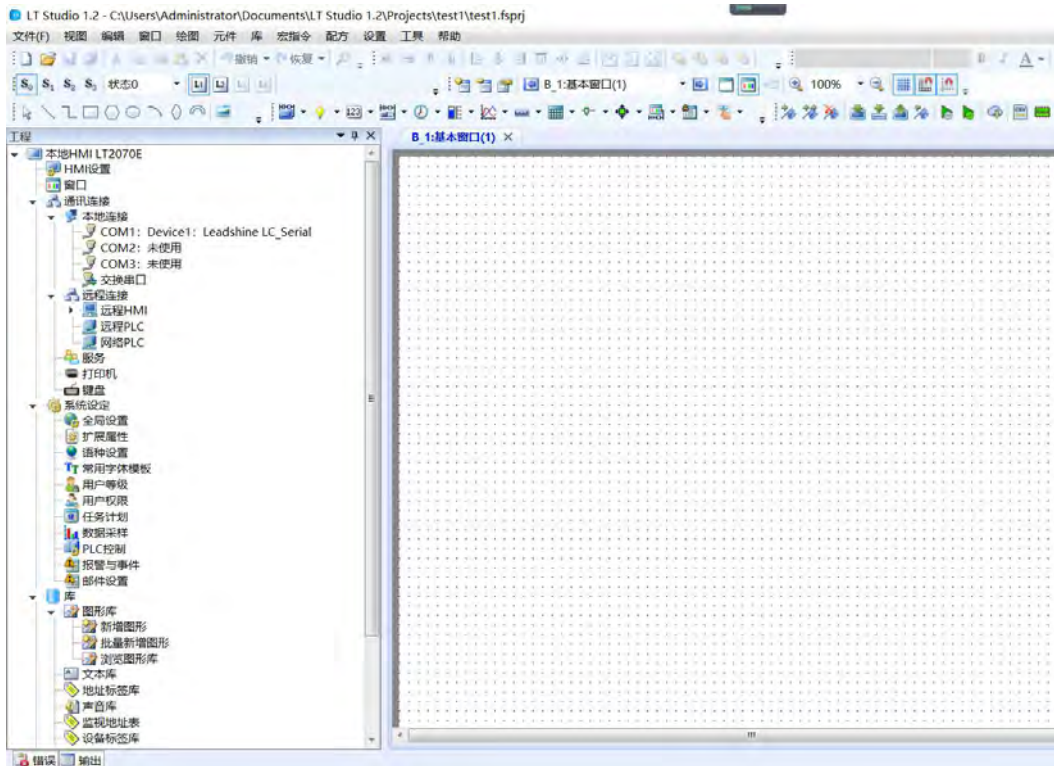 LT Studio 1.2 - C:\Users\Administrator\Documents\LT Studio 1.2\Projects\test1\test1.fsprj
文件(F) 视图 编辑 窗口 绘图 元件 库 宏指令 配方 设置 工具 帮助
撤销 恢复
S₀ S₁ S₂ S₃ 状态0 L1 L2 L3 B_1:基本窗口(1) 100%
123
工程
B_1:基本窗口(1)
本地HMI LT2070E
HMI设置
窗口
通讯连接
本地连接
COM1: Device1: Leadshine LC_Serial
COM2: 未使用
COM3: 未使用
交换串口
远程连接
远程HMI
远程PLC
网络PLC
服务
打印机
键盘
系统设定
全局设置
扩展属性
语种设置
常用字体模板
用户等级
用户权限
任务计划
数据采样
PLC控制
报警与事件
邮件设置
库
图形库
新增图形
批量新增图形
浏览图形库
文本库
地址标签库
声音库
监视地址表
设备标签库
错误 输出